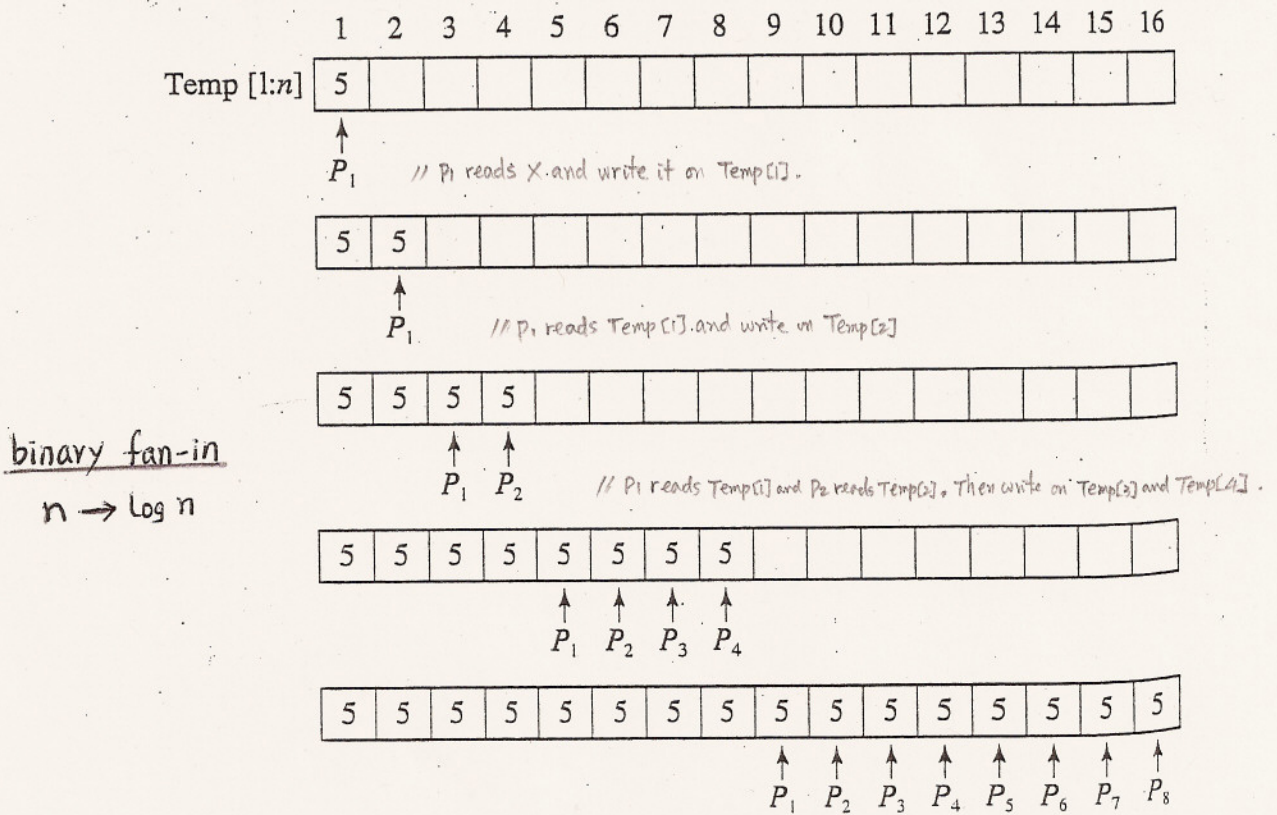 1 2 3 4 5 6 7 8 9 10 11 12 13 14 15 16
Temp [1:n] 5
P1 // P1 reads X. and write it on Temp[1].
5 5
P1 // P1 reads Temp[1]. and write on Temp[2]
5 5 5 5
binary fan-in
P1 P2 // P1 reads Temp[1] and P2 reads Temp[2]. Then write on Temp[3] and Temp[4].
n → Log n
5 5 5 5 5 5 5 5
P1 P2 P3 P4
5 5 5 5 5 5 5 5 5 5 5 5 5 5 5 5
P1 P2 P3 P4 P5 P6 P7 P8